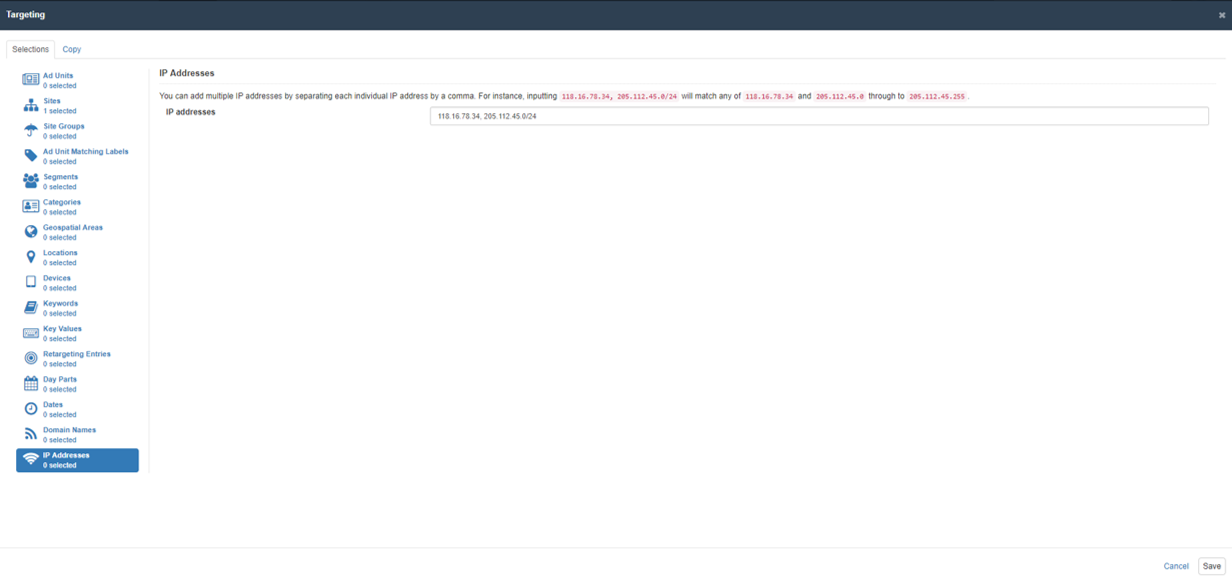 Targeting
Selections Copy
Ad Units
0 selected
Sites
1 selected
Site Groups
0 selected
Ad Unit Matching Labels
0 selected
Segments
0 selected
Categories
0 selected
Geospatial Areas
0 selected
Locations
0 selected
Devices
0 selected
Keywords
0 selected
Key Values
0 selected
Retargeting Entries
0 selected
Day Parts
0 selected
Dates
0 selected
Domain Names
0 selected
IP Addresses
0 selected
IP Addresses
You can add multiple IP addresses by separating each individual IP address by a comma. For instance, inputting 118.16.78.34, 205.112.45.0/24 will match any of 118.16.78.34 and 205.112.45.0 through to 205.112.45.255 .
IP addresses
118.16.78.34, 205.112.45.0/24
Cancel Save